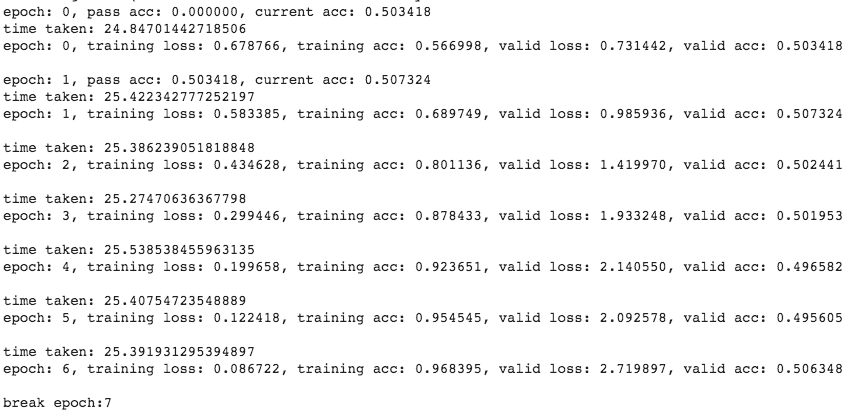 epoch: 0, pass acc: 0.000000, current acc: 0.503418
time taken: 24.84701442718506
epoch: 0, training loss: 0.678766, training acc: 0.566998, valid loss: 0.731442, valid acc: 0.503418
epoch: 1, pass acc: 0.503418, current acc: 0.507324
time taken: 25.422342777252197
epoch: 1, training loss: 0.583385, training acc: 0.689749, valid loss: 0.985936, valid acc: 0.507324
time taken: 25.386239051818848
epoch: 2, training loss: 0.434628, training acc: 0.801136, valid loss: 1.419970, valid acc: 0.502441
time taken: 25.27470636367798
epoch: 3, training loss: 0.299446, training acc: 0.878433, valid loss: 1.933248, valid acc: 0.501953
time taken: 25.538538455963135
epoch: 4, training loss: 0.199658, training acc: 0.923651, valid loss: 2.140550, valid acc: 0.496582
time taken: 25.40754723548889
epoch: 5, training loss: 0.122418, training acc: 0.954545, valid loss: 2.092578, valid acc: 0.495605
time taken: 25.391931295394897
epoch: 6, training loss: 0.086722, training acc: 0.968395, valid loss: 2.719897, valid acc: 0.506348
break epoch:7